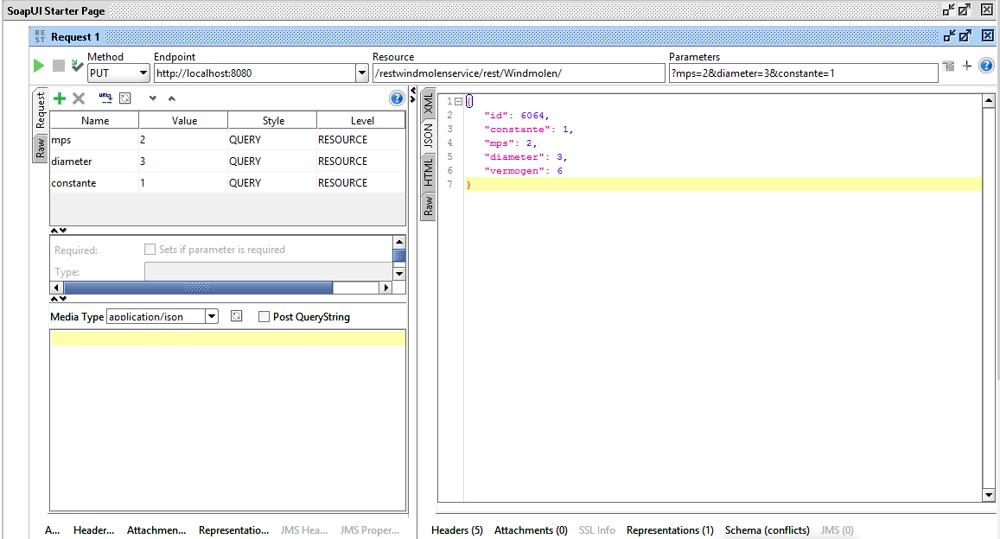 SoapUI Starter Page
RE
ST
Request 1
Method
Endpoint
Resource
Parameters
PUT
http://localhost:8080
/restwindmolenservice/rest/Windmolen/
?mps=2&diameter=3&constante=1
Request
Raw
Name Value Style Level
mps 2 QUERY RESOURCE
diameter 3 QUERY RESOURCE
constante 1 QUERY RESOURCE
Required: Sets if parameter is required
Type:
Media Type application/json Post QueryString
A... Header... Attachmen... Representatio... JMS Hea... JMS Proper...
XML
JSON
HTML
Raw
1 {
2 "id": 6064,
3 "constante": 1,
4 "mps": 2,
5 "diameter": 3,
6 "vermogen": 6
7 }
Headers (5) Attachments (0) SSL Info Representations (1) Schema (conflicts) JMS (0)